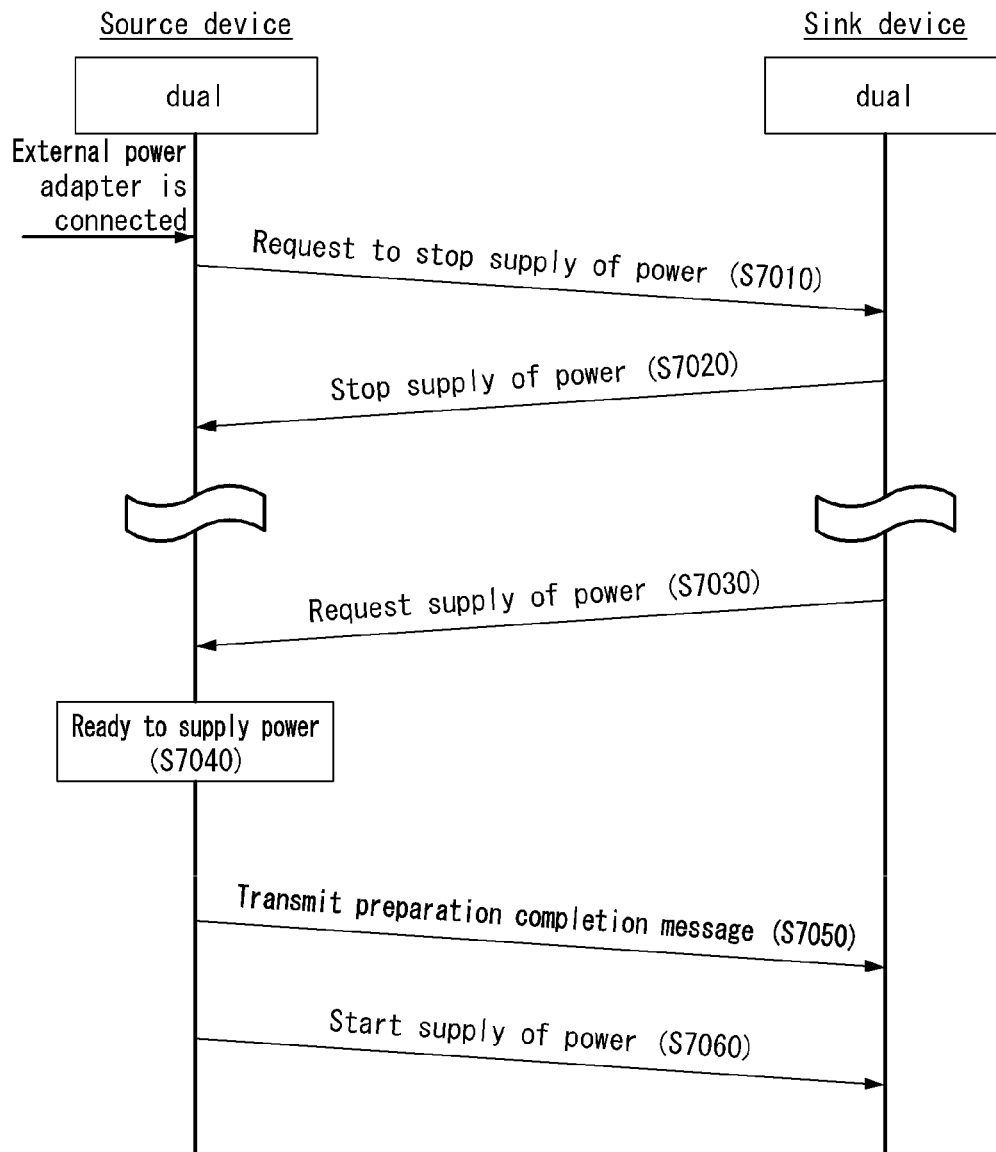 Source device
Sink device
dual
dual
External power
adapter is
connected
Request to stop supply of power (S7010)
Stop supply of power (S7020)
Request supply of power (S7030)
Ready to supply power
(S7040)
Transmit preparation completion message (S7050)
Start supply of power (S7060)